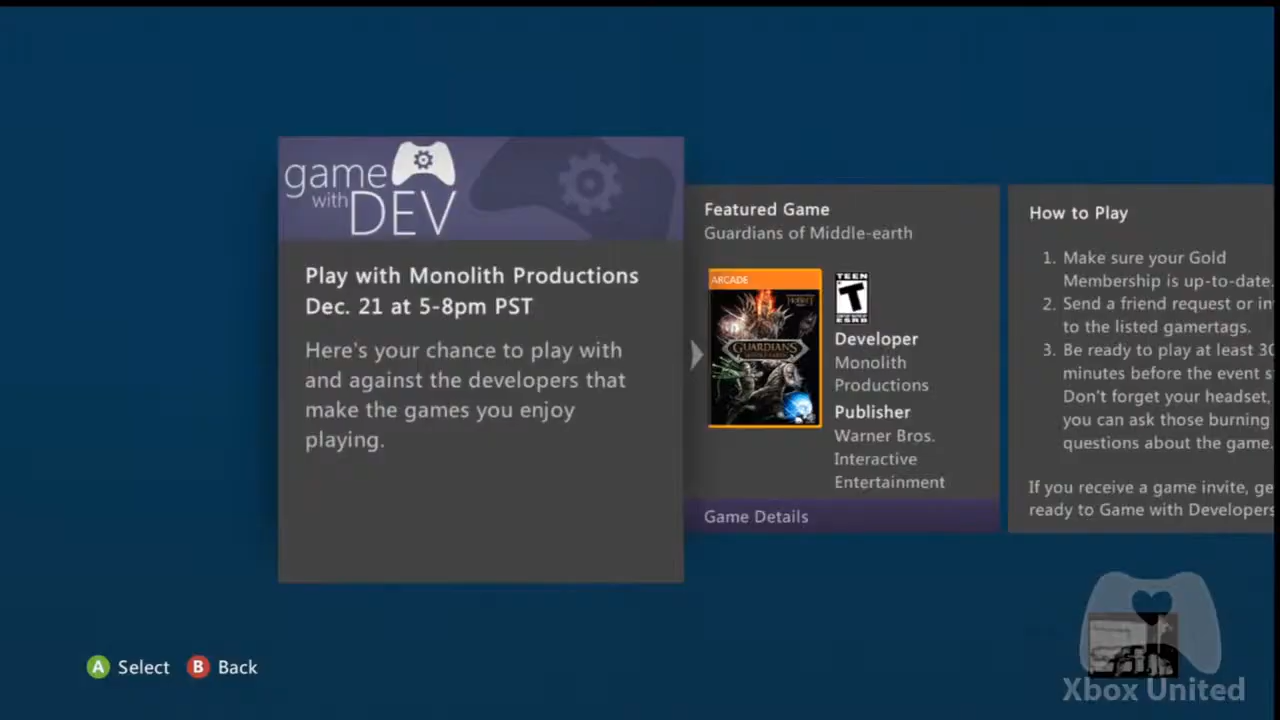 game
with
DEV
Play with Monolith Productions
Dec. 21 at 5-8pm PST
Here's your chance to play with
and against the developers that
make the games you enjoy
playing.
Featured Game
Guardians of Middle-earth
ARCADE
GUARDIANS
TEEN
T
ESRB
Developer
Monolith
Productions
Publisher
Warner Bros.
Interactive
Entertainment
Game Details
How to Play
1. Make sure your Gold
Membership is up-to-date.
2. Send a friend request or in
to the listed gamertags.
3. Be ready to play at least 30
minutes before the event s
Don't forget your headset,
you can ask those burning
questions about the game.
If you receive a game invite, ge
ready to Game with Developers
A Select B Back
Xbox United